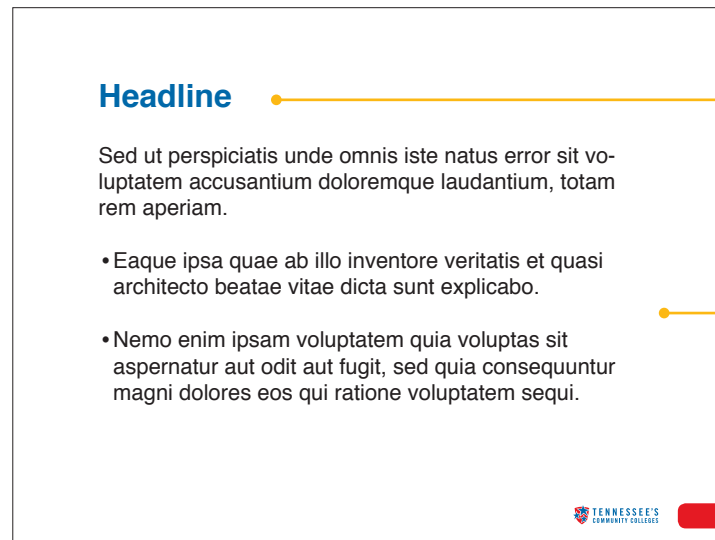 Headline
Sed ut perspiciatis unde omnis iste natus error sit vo-
luptatem accusantium doloremque laudantium, totam
rem aperiam.
• Eaque ipsa quae ab illo inventore veritatis et quasi
architecto beatae vitae dicta sunt explicabo.
• Nemo enim ipsam voluptatem quia voluptas sit
aspernatur aut odit aut fugit, sed quia consequuntur
magni dolores eos qui ratione voluptatem sequi.
TENNESSEE'S
COMMUNITY COLLEGES